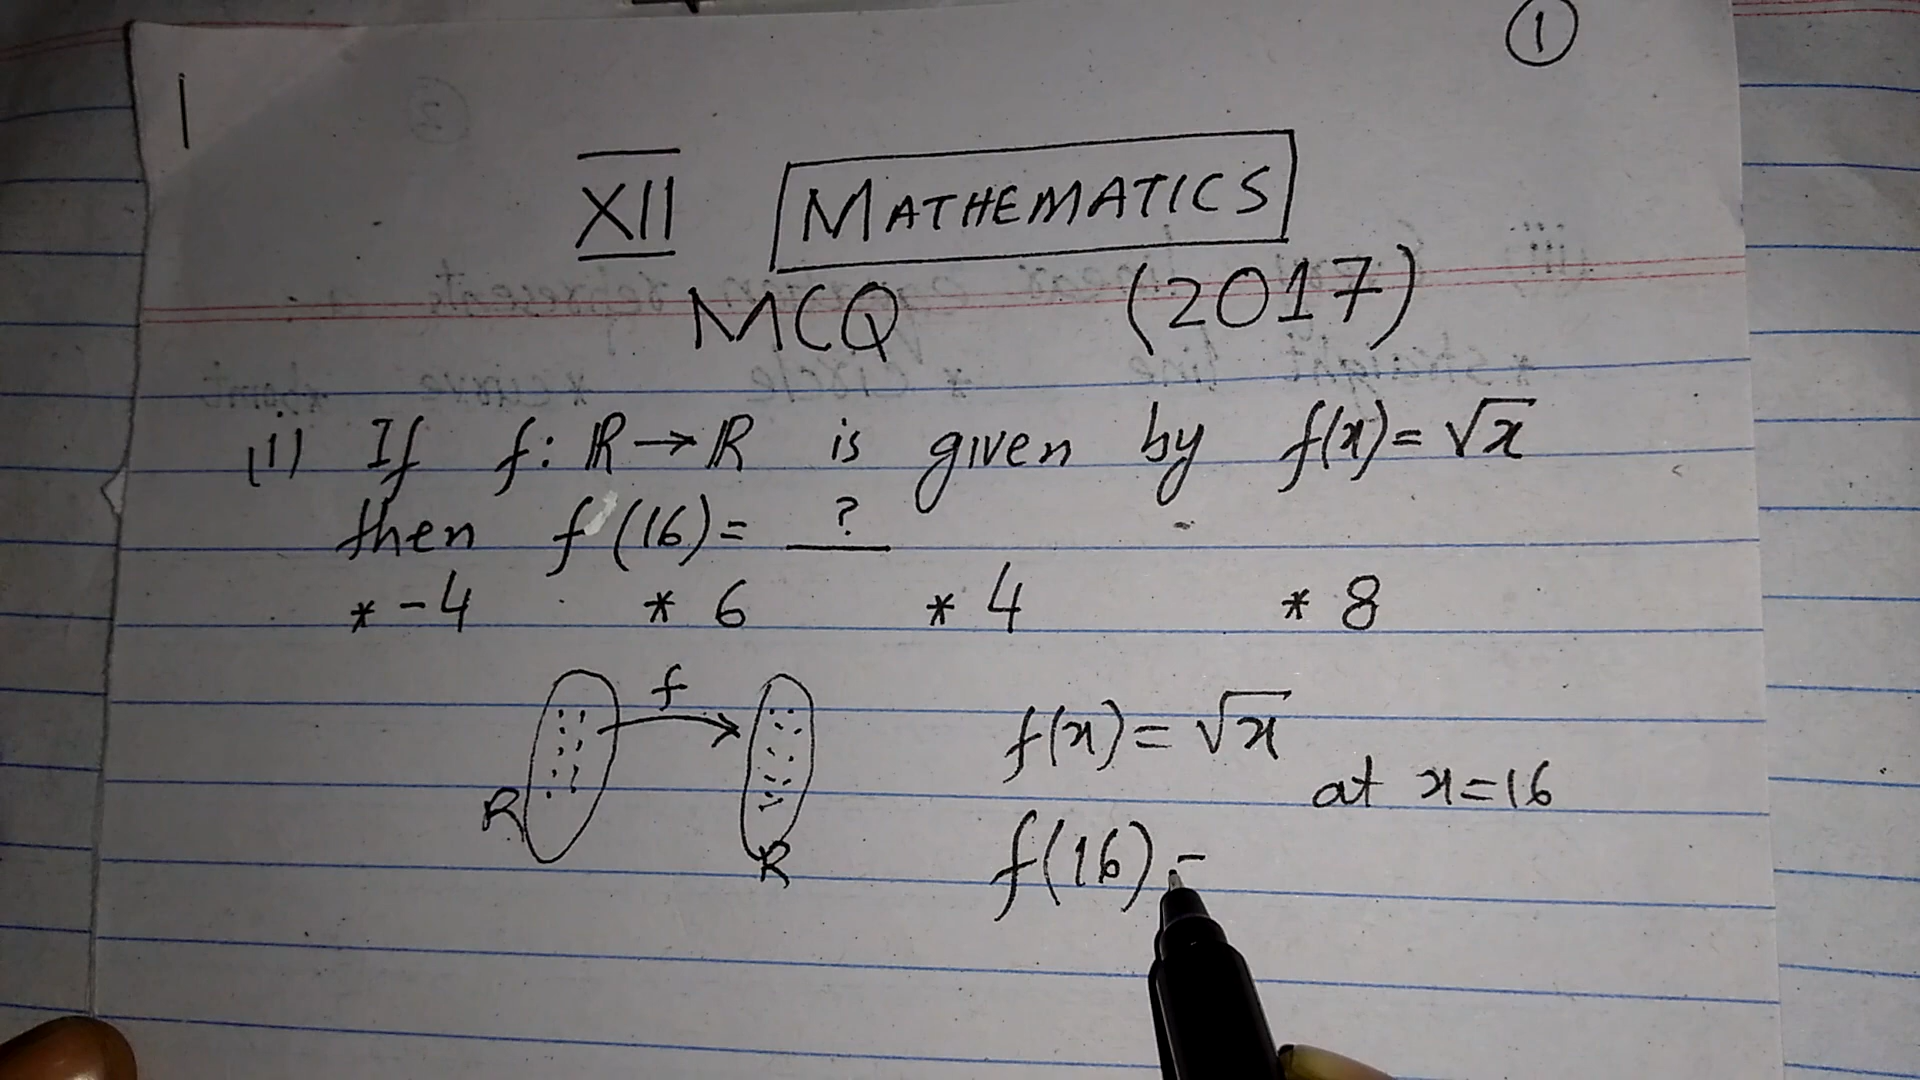 1
XII MATHEMATICS
MCQ (2017)
(i) If f: R→R is given by f(x)= √x
then f(16)= ?
* -4 * 6 * 4 * 8
f
R
R
f(x)= √x
at x=16
f(16) =